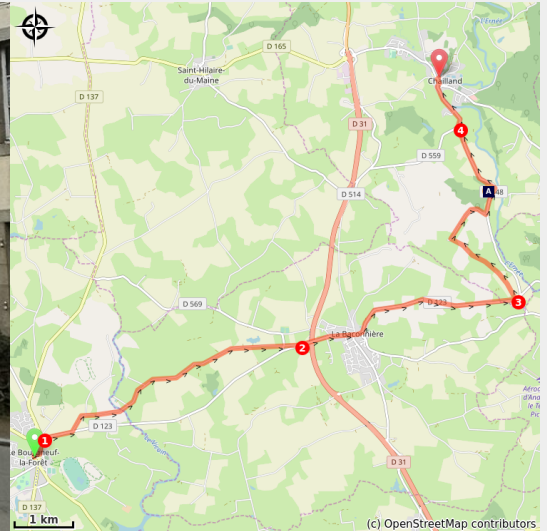 D 165
Saint-Hilaire-
du-Maine
Chailland
D 137
D 31
4
D 559
A
48
D 514
3
D 569
D 123
La Baconnière
2
D 123
1
Le Bourgneuf-
la-Forêt
D 31
D 137
1 km
(c) OpenStreetMap contributors